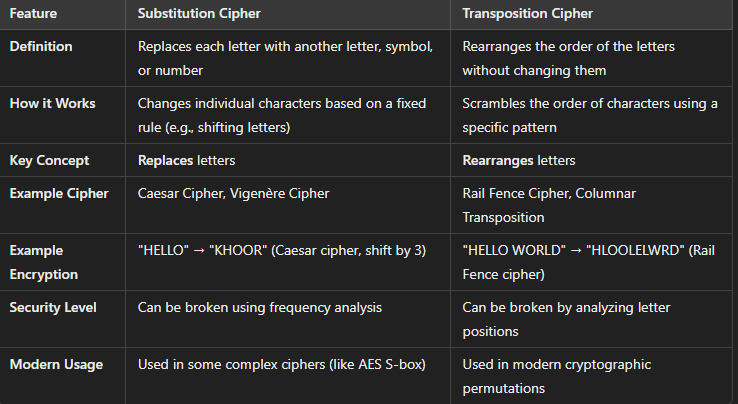 Feature Substitution Cipher Transposition Cipher
Definition Replaces each letter with another letter, symbol, Rearranges the order of the letters
or number without changing them
How it Works Changes individual characters based on a fixed Scrambles the order of characters using a
rule (e.g., shifting letters) specific pattern
Key Concept Replaces letters Rearranges letters
Example Cipher Caesar Cipher, Vigenère Cipher Rail Fence Cipher, Columnar
Transposition
Example "HELLO" → "KHOOR" (Caesar cipher, shift by 3) "HELLO WORLD" → "HLOOLELWRD" (Rail
Encryption Fence cipher)
Security Level Can be broken using frequency analysis Can be broken by analyzing letter
positions
Modern Usage Used in some complex ciphers (like AES S-box) Used in modern cryptographic
permutations